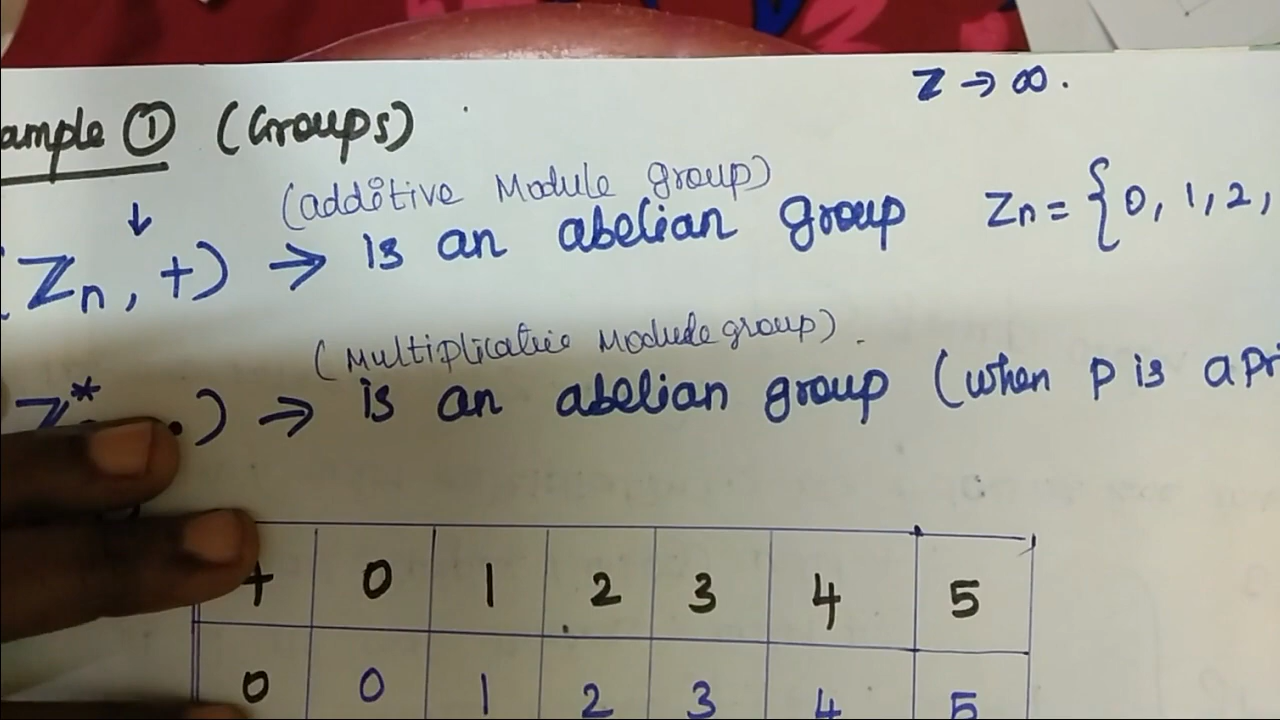 Z → ∞.
ample ① (Groups)
↓ (additive Module group)
(Zn, +) → is an abelian group Zn = { 0, 1, 2,
(Multiplicative Module group).
Z* .) → is an abelian group (when p is a pri
+ 0 1 2 3 4 5
0 0 1 2 3 4 5